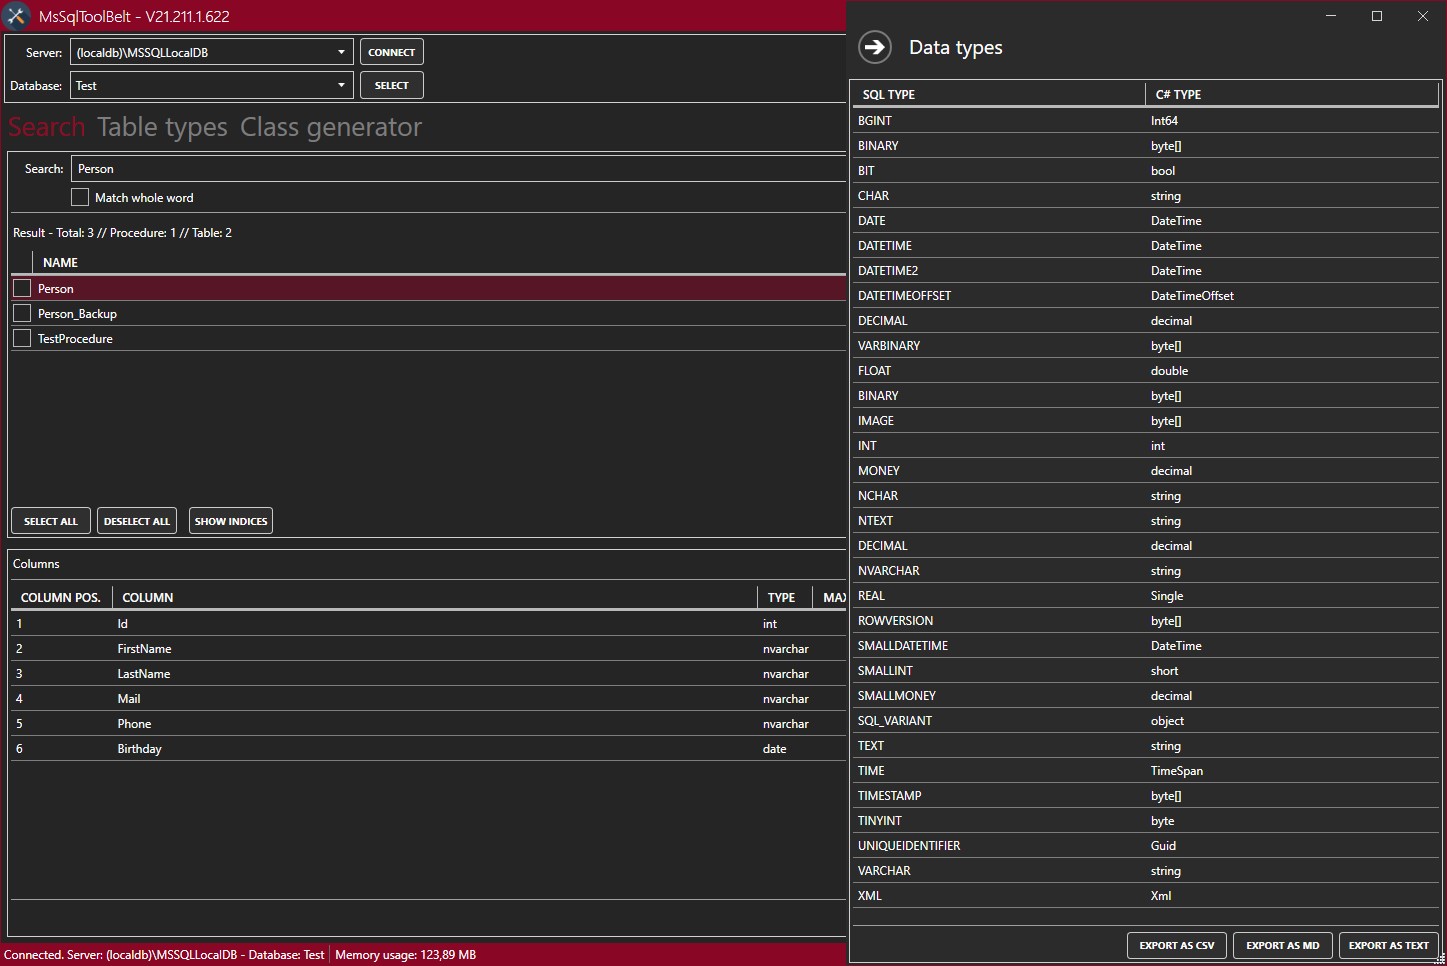 MsSqlToolBelt - V21.211.1.622
Server: (localdb)\MSSQLLocalDB CONNECT
Database: Test SELECT
Search Table types Class generator
Search: Person
Match whole word
Result - Total: 3 // Procedure: 1 // Table: 2
NAME
Person
Person_Backup
TestProcedure
SELECT ALL DESELECT ALL SHOW INDICES
Columns
COLUMN POS. COLUMN TYPE MAX
1 Id int
2 FirstName nvarchar
3 LastName nvarchar
4 Mail nvarchar
5 Phone nvarchar
6 Birthday date
Connected. Server: (localdb)\MSSQLLocalDB - Database: Test Memory usage: 123,89 MB
Data types
SQL TYPE C# TYPE
BGINT Int64
BINARY byte[]
BIT bool
CHAR string
DATE DateTime
DATETIME DateTime
DATETIME2 DateTime
DATETIMEOFFSET DateTimeOffset
DECIMAL decimal
VARBINARY byte[]
FLOAT double
BINARY byte[]
IMAGE byte[]
INT int
MONEY decimal
NCHAR string
NTEXT string
DECIMAL decimal
NVARCHAR string
REAL Single
ROWVERSION byte[]
SMALLDATETIME DateTime
SMALLINT short
SMALLMONEY decimal
SQL_VARIANT object
TEXT string
TIME TimeSpan
TIMESTAMP byte[]
TINYINT byte
UNIQUEIDENTIFIER Guid
VARCHAR string
XML Xml
EXPORT AS CSV EXPORT AS MD EXPORT AS TEXT